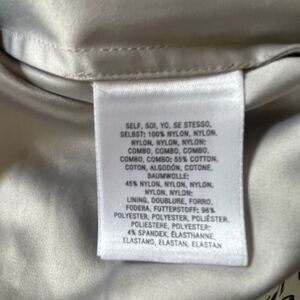 SELF, SOI, YO, SE STESSO,
SELBST: 100% NYLON, NYLON,
NYLON, NYLON, NYLON:
COMBO, COMBO, COMBO,
COMBO, COMBO: 55% COTTON,
COTON, ALGODÓN, COTONE,
BAUMWOLLE:
45% NYLON, NYLON, NYLON,
NYLON, NYLON:
LINING, DOUBLURE, FORRO,
FODERA, FUTTERSTOFF: 96%
POLYESTER, POLYESTER, POLIÉSTER,
POLIESTERE, POLYESTER;
4% SPANDEX, ÉLASTHANNE,
ELASTANO, ELASTAN, ELASTAN